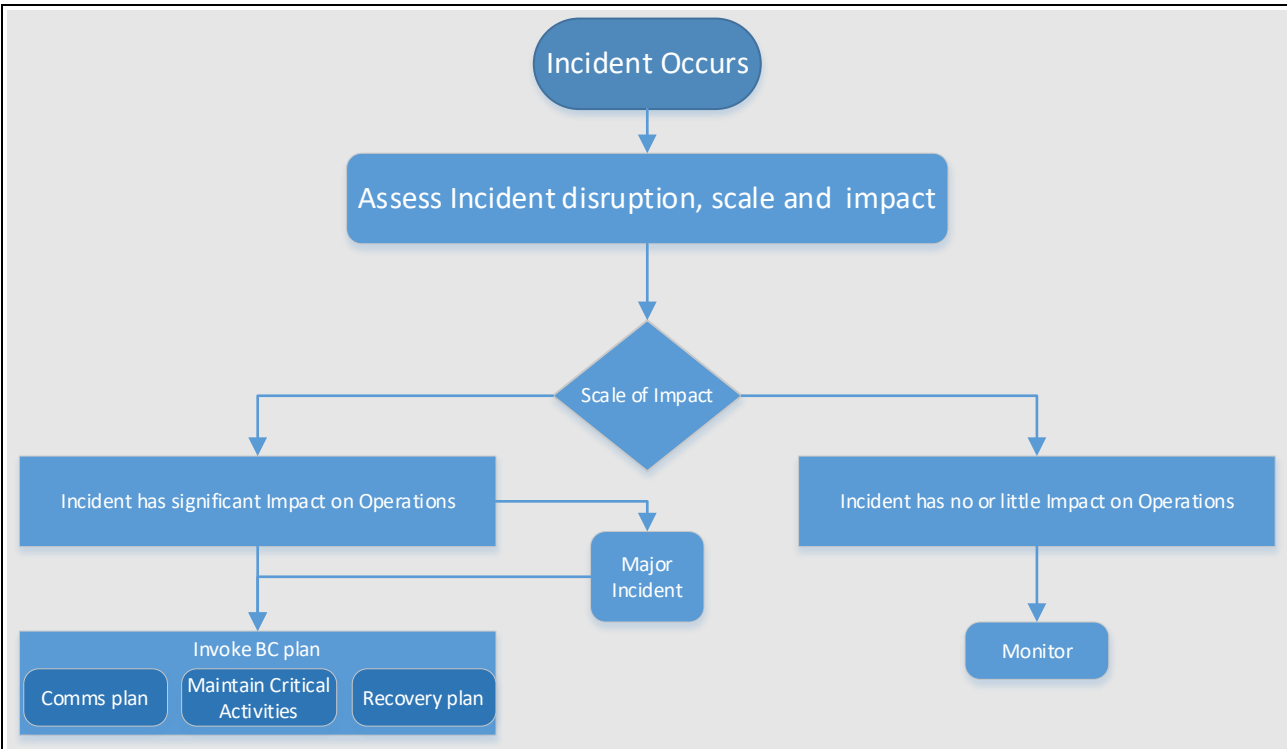 Incident Occurs
Assess Incident disruption, scale and impact
Scale of Impact
Incident has significant Impact on Operations
Incident has no or little Impact on Operations
Major
Incident
Invoke BC plan
Comms plan
Maintain Critical
Activities
Recovery plan
Monitor